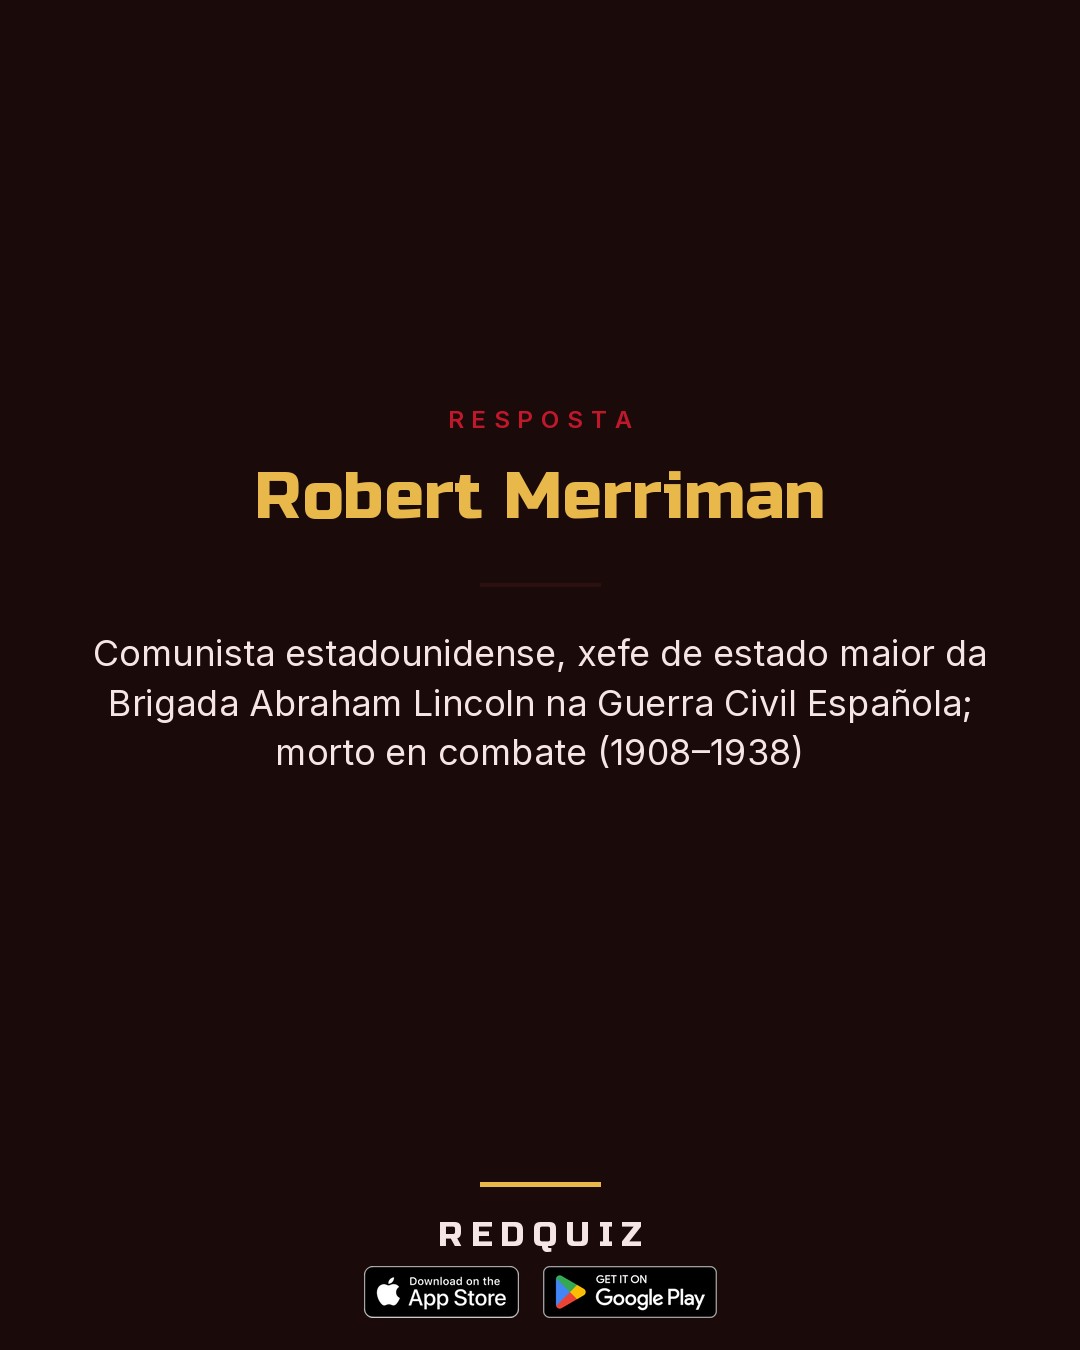 RESPOSTA
Robert Merriman
Comunista estadounidense, xefe de estado maior da
Brigada Abraham Lincoln na Guerra Civil Española;
morto en combate (1908–1938)
REDQUIZ
Download on the
App Store
GET IT ON
Google Play